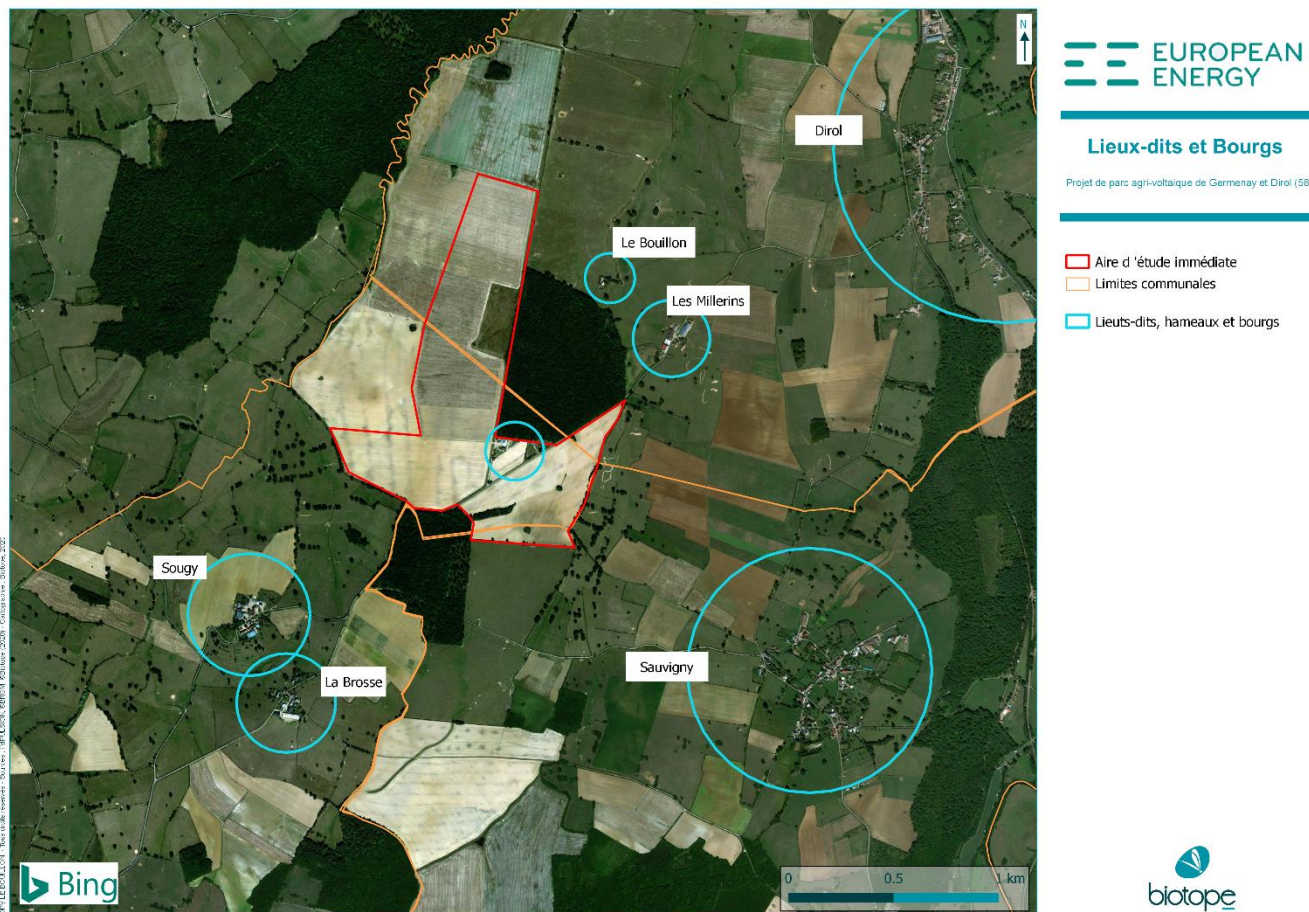 N
EUROPEAN
ENERGY
Lieux-dits et Bourgs
Projet de parc agri-voltaïque de Germenay et Dirol (58
Aire d 'étude immédiate
Limites communales
Lieuts-dits, hameaux et bourgs
Dirol
Le Bouillon
Les Millerins
Sougy
La Brosse
Sauvigny
0 0.5 1 km
Bing
biotope